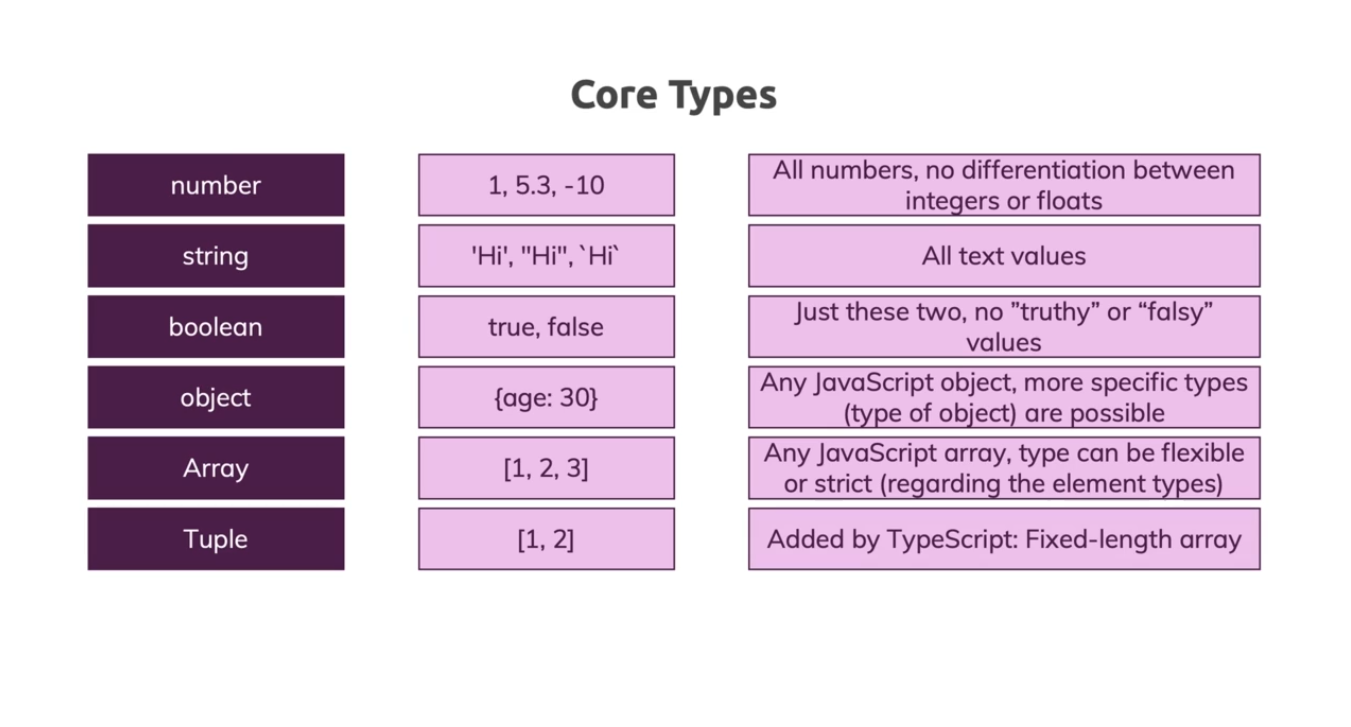 Core Types
number
1, 5.3, -10
All numbers, no differentiation between
integers or floats
string
'Hi', "Hi", `Hi`
All text values
boolean
true, false
Just these two, no ”truthy” or “falsy”
values
object
{age: 30}
Any JavaScript object, more specific types
(type of object) are possible
Array
[1, 2, 3]
Any JavaScript array, type can be flexible
or strict (regarding the element types)
Tuple
[1, 2]
Added by TypeScript: Fixed-length array